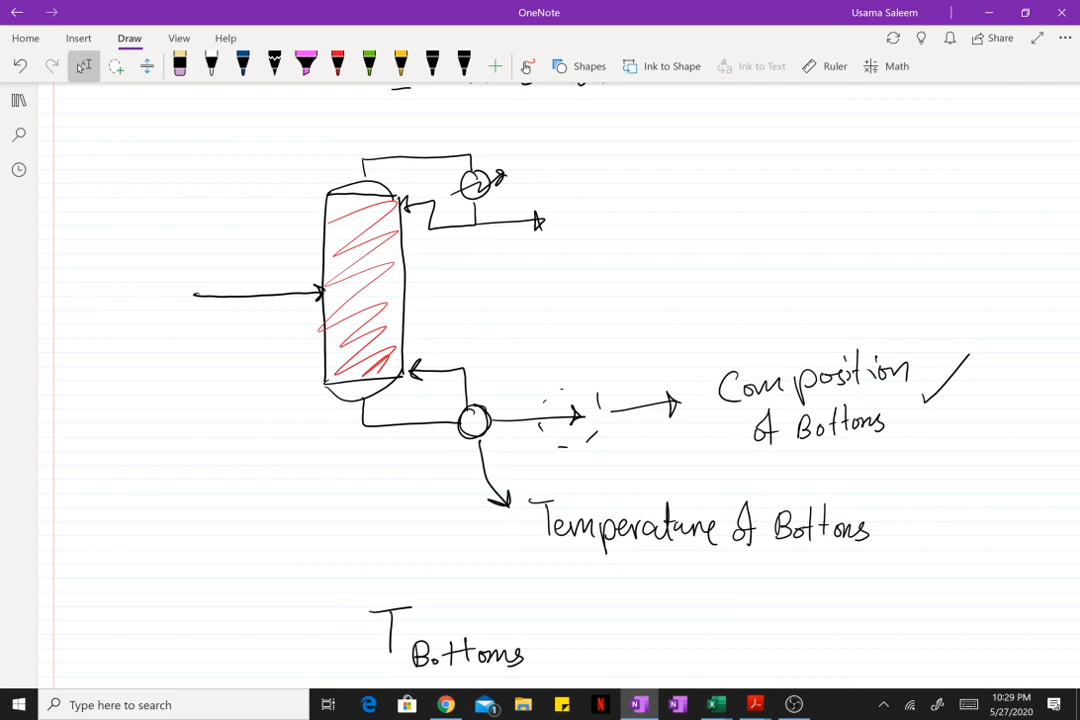 OneNote
Usama Saleem
Home Insert Draw View Help
Share
Shapes Ink to Shape Ink to Text Ruler Math
Composition
of Bottoms
Temperature of Bottoms
T Bottoms
Type here to search
10:29 PM
5/27/2020